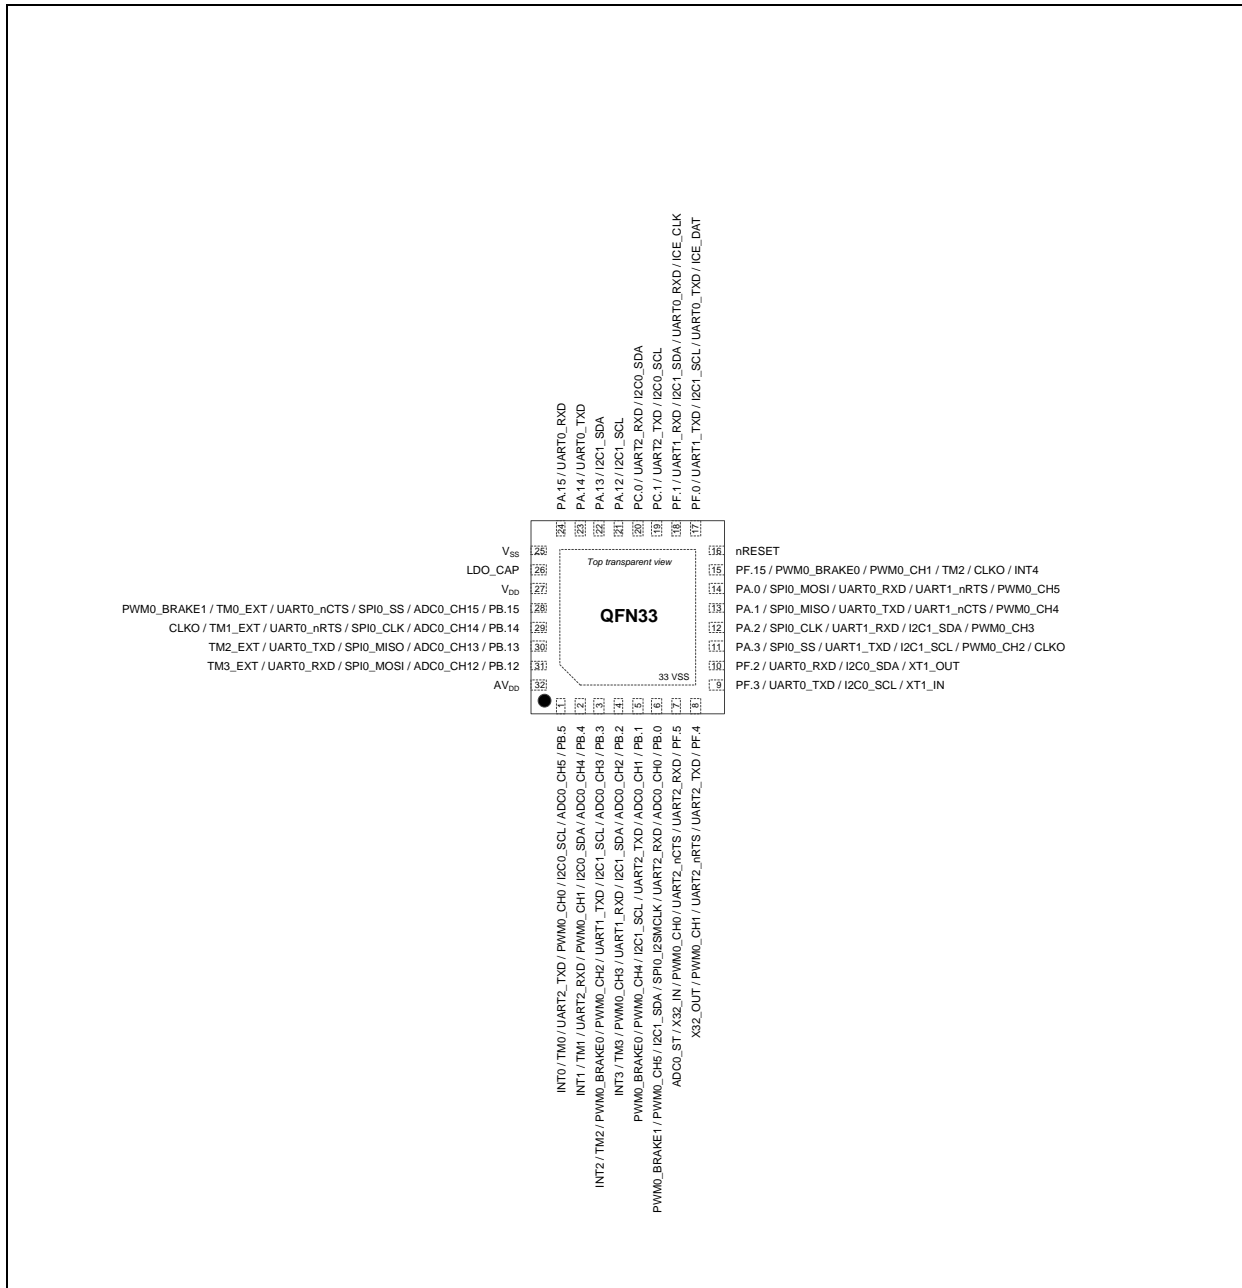 PA.15 / UART0_RXD
PA.14 / UART0_TXD
PA.13 / I2C1_SDA
PA.12 / I2C1_SCL
PC.0 / UART2_RXD / I2C0_SDA
PC.1 / UART2_TXD / I2C0_SCL
PF.1 / UART1_RXD / I2C1_SDA / UART0_RXD / ICE_CLK
PF.0 / UART1_TXD / I2C1_SCL / UART0_TXD / ICE_DAT
24 23 22 21 20 19 18 17
VSS 25
LDO_CAP 26
VDD 27
PWM0_BRAKE1 / TM0_EXT / UART0_nCTS / SPI0_SS / ADC0_CH15 / PB.15 28
CLKO / TM1_EXT / UART0_nRTS / SPI0_CLK / ADC0_CH14 / PB.14 29
TM2_EXT / UART0_TXD / SPI0_MISO / ADC0_CH13 / PB.13 30
TM3_EXT / UART0_RXD / SPI0_MOSI / ADC0_CH12 / PB.12 31
AVDD 32
Top transparent view
QFN33
33 VSS
16 nRESET
15 PF.15 / PWM0_BRAKE0 / PWM0_CH1 / TM2 / CLKO / INT4
14 PA.0 / SPI0_MOSI / UART0_RXD / UART1_nRTS / PWM0_CH5
13 PA.1 / SPI0_MISO / UART0_TXD / UART1_nCTS / PWM0_CH4
12 PA.2 / SPI0_CLK / UART1_RXD / I2C1_SDA / PWM0_CH3
11 PA.3 / SPI0_SS / UART1_TXD / I2C1_SCL / PWM0_CH2 / CLKO
10 PF.2 / UART0_RXD / I2C0_SDA / XT1_OUT
9 PF.3 / UART0_TXD / I2C0_SCL / XT1_IN
1 2 3 4 5 6 7 8
INT0 / TM0 / UART2_TXD / PWM0_CH0 / I2C0_SCL / ADC0_CH5 / PB.5
INT1 / TM1 / UART2_RXD / PWM0_CH1 / I2C0_SDA / ADC0_CH4 / PB.4
INT2 / TM2 / PWM0_BRAKE0 / PWM0_CH2 / UART1_TXD / I2C1_SCL / ADC0_CH3 / PB.3
INT3 / TM3 / PWM0_CH3 / UART1_RXD / I2C1_SDA / ADC0_CH2 / PB.2
PWM0_BRAKE0 / PWM0_CH4 / I2C1_SCL / UART2_TXD / ADC0_CH1 / PB.1
PWM0_BRAKE1 / PWM0_CH5 / I2C1_SDA / SPI0_I2SMCLK / UART2_RXD / ADC0_CH0 / PB.0
ADC0_ST / X32_IN / PWM0_CH0 / UART2_nCTS / UART2_RXD / PF.5
X32_OUT / PWM0_CH1 / UART2_nRTS / UART2_TXD / PF.4